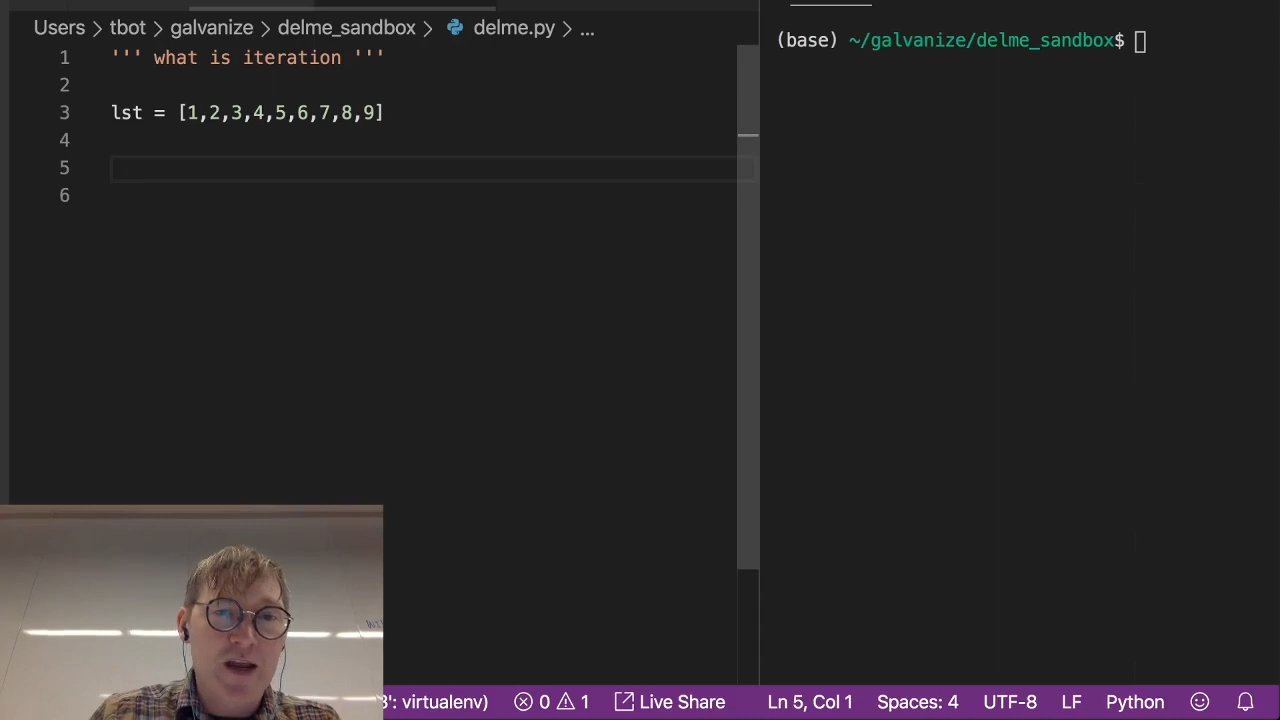 Users > tbot > galvanize > delme_sandbox > delme.py > ...
1 ''' what is iteration '''
2
3 lst = [1,2,3,4,5,6,7,8,9]
4
5
6
(base) ~/galvanize/delme_sandbox$
3': virtualenv) 0 1 Live Share Ln 5, Col 1 Spaces: 4 UTF-8 LF Python